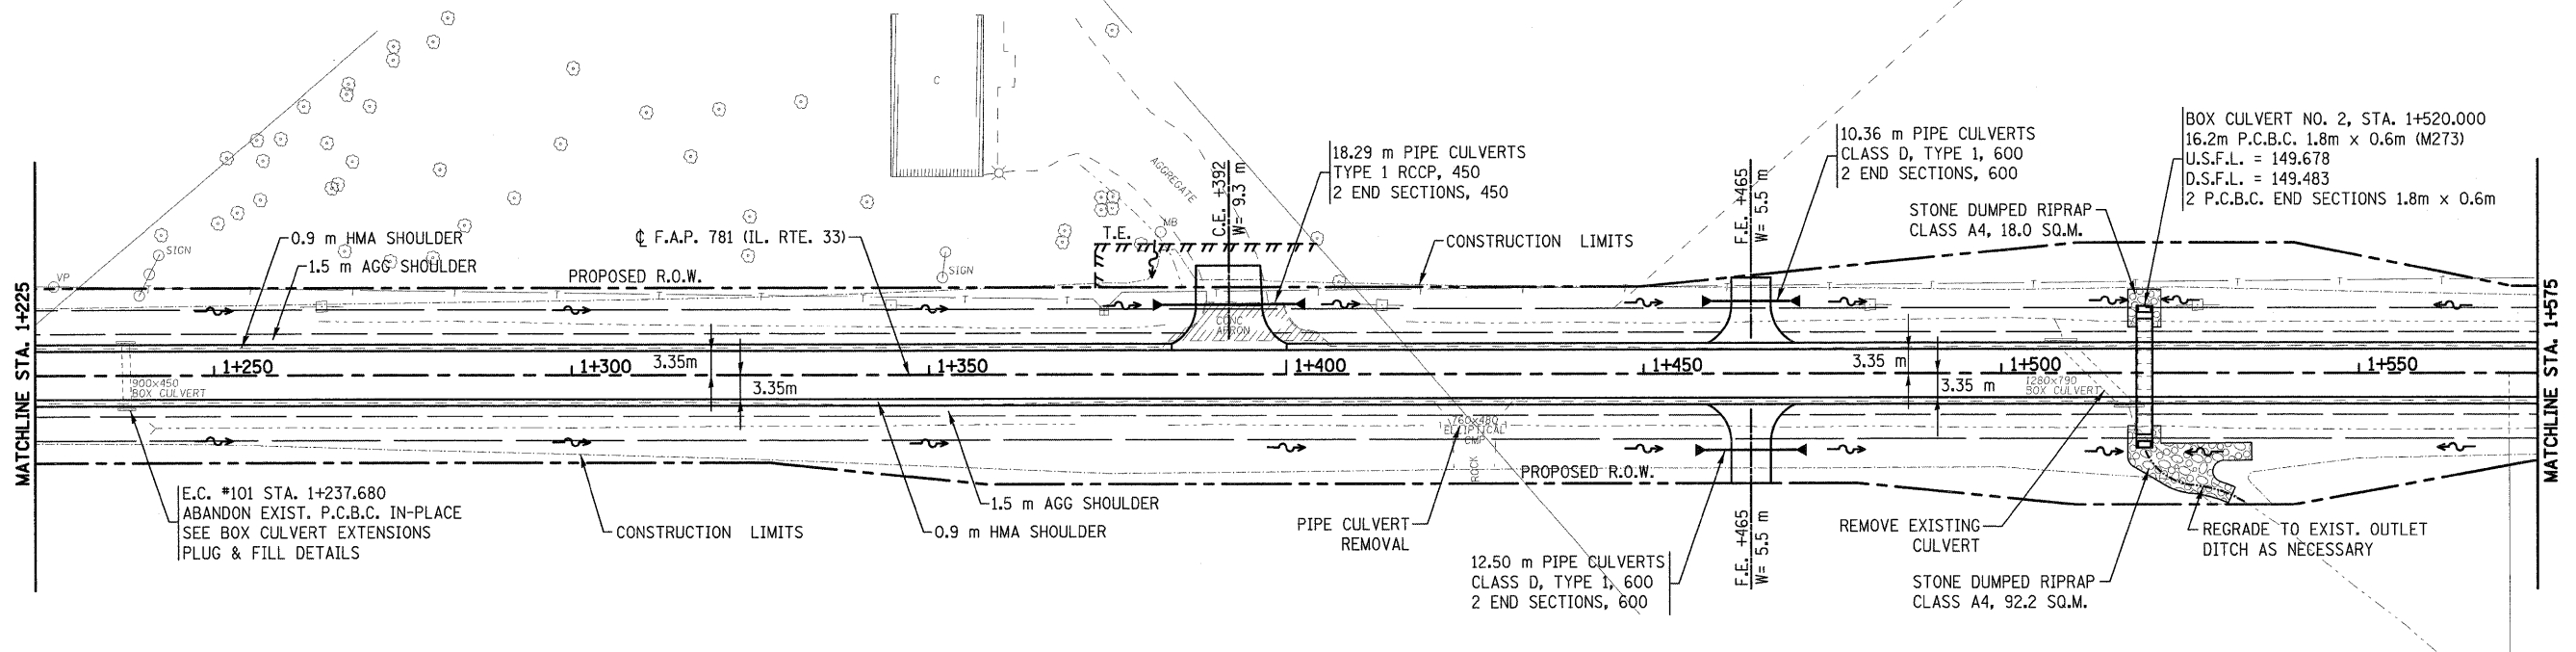 MATCHLINE STA. 1+225
VP
SIGN
0.9 m HMA SHOULDER
1.5 m AGG SHOULDER
PROPOSED R.O.W.
℄ F.A.P. 781 (IL. RTE. 33)
SIGN
C
AGGREGATE
MB
T.E.
C.E. +392
W= 9.3 m
18.29 m PIPE CULVERTS
TYPE 1 RCCP, 450
2 END SECTIONS, 450
CONSTRUCTION LIMITS
F.E. +465
W= 5.5 m
10.36 m PIPE CULVERTS
CLASS D, TYPE 1, 600
2 END SECTIONS, 600
STONE DUMPED RIPRAP
CLASS A4, 18.0 SQ.M.
BOX CULVERT NO. 2, STA. 1+520.000
16.2m P.C.B.C. 1.8m x 0.6m (M273)
U.S.F.L. = 149.678
D.S.F.L. = 149.483
2 P.C.B.C. END SECTIONS 1.8m x 0.6m
MATCHLINE STA. 1+575
CONC
APRON
1+250
1+300
3.35m
3.35m
1+350
1+400
1+450
3.35 m
3.35 m
1+500
1+550
900x450
BOX CULVERT
1280x790
BOX CULVERT
760x480
ELLIPTICAL
CMP
ROCK
PROPOSED R.O.W.
E.C. #101 STA. 1+237.680
ABANDON EXIST. P.C.B.C. IN-PLACE
SEE BOX CULVERT EXTENSIONS
PLUG & FILL DETAILS
CONSTRUCTION LIMITS
1.5 m AGG SHOULDER
0.9 m HMA SHOULDER
PIPE CULVERT
REMOVAL
12.50 m PIPE CULVERTS
CLASS D, TYPE 1, 600
2 END SECTIONS, 600
F.E. +465
W= 5.5 m
REMOVE EXISTING
CULVERT
STONE DUMPED RIPRAP
CLASS A4, 92.2 SQ.M.
REGRADE TO EXIST. OUTLET
DITCH AS NECESSARY